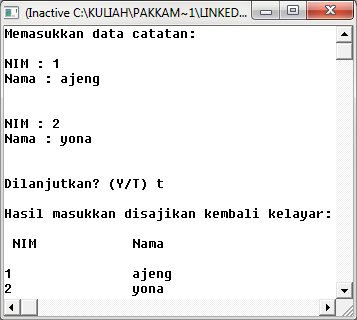 (Inactive C:\KULIAH\PAKKAM~1\LINKED...
Memasukkan data catatan:
NIM : 1
Nama : ajeng
NIM : 2
Nama : yona
Dilanjutkan? (Y/T) t
Hasil masukkan disajikan kembali kelayar:
NIM Nama
1 ajeng
2 yona